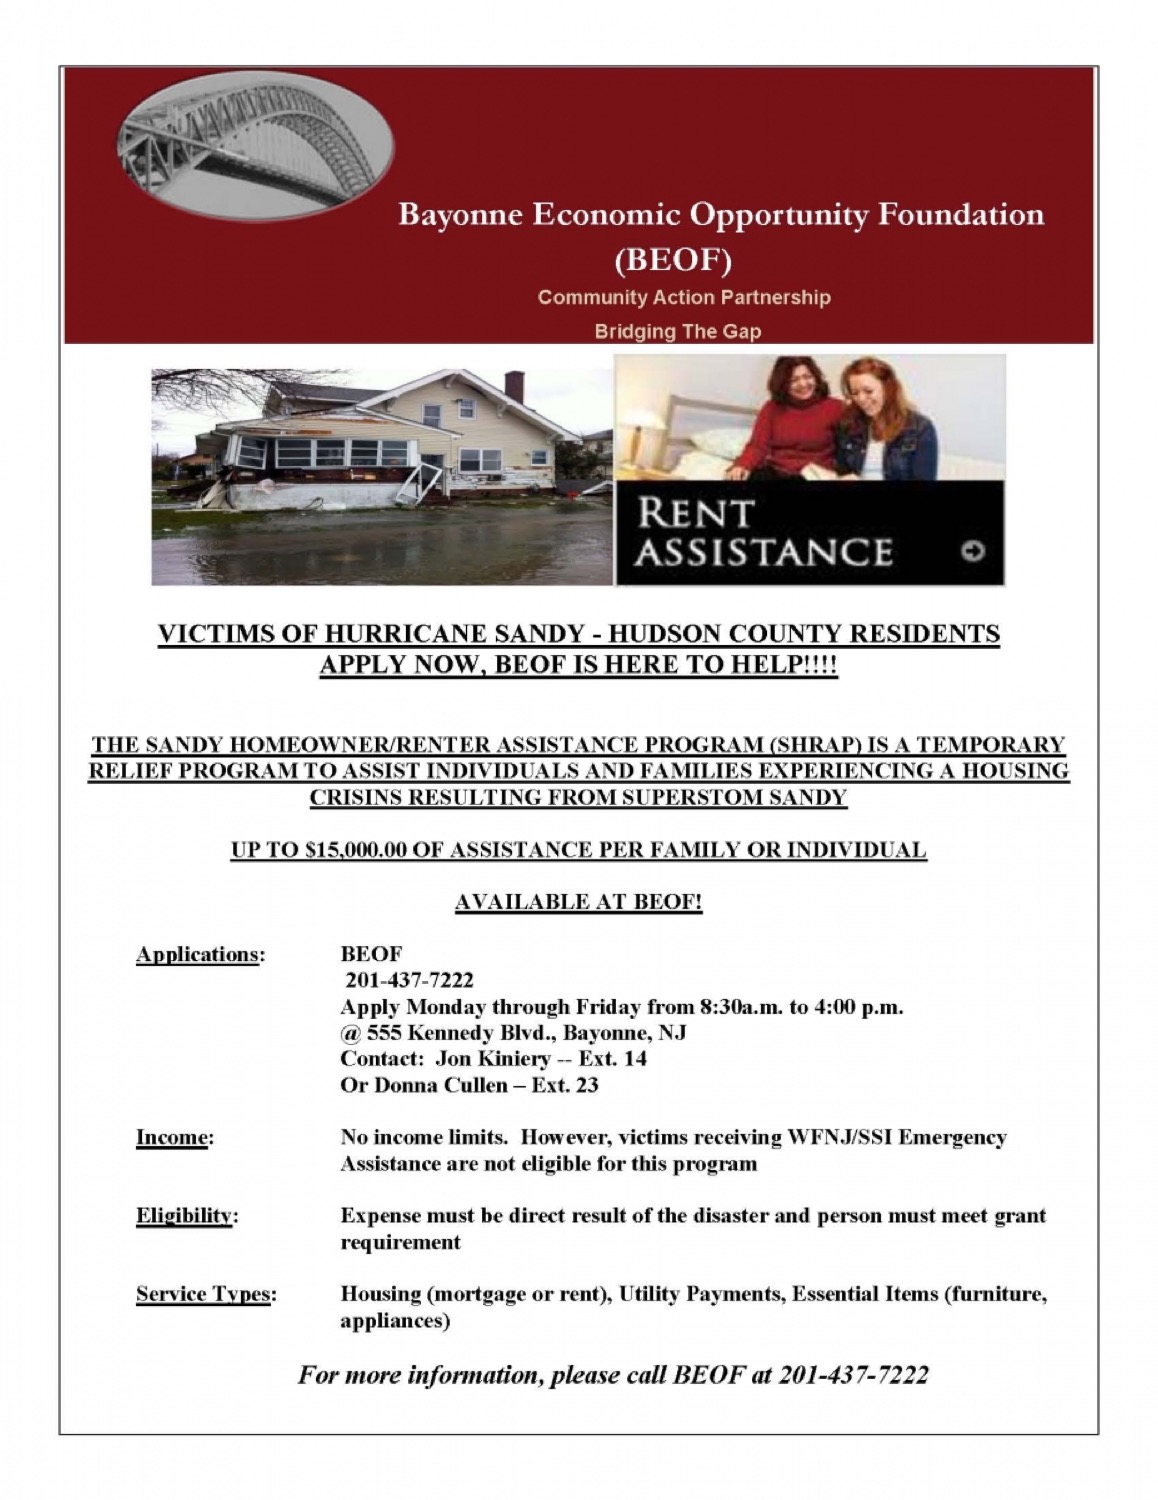 Bayonne Economic Opportunity Foundation
(BEOF)
Community Action Partnership
Bridging The Gap
RENT
ASSISTANCE
VICTIMS OF HURRICANE SANDY - HUDSON COUNTY RESIDENTS
APPLY NOW, BEOF IS HERE TO HELP!!!!
THE SANDY HOMEOWNER/RENTER ASSISTANCE PROGRAM (SHRAP) IS A TEMPORARY
RELIEF PROGRAM TO ASSIST INDIVIDUALS AND FAMILIES EXPERIENCING A HOUSING
CRISINS RESULTING FROM SUPERSTOM SANDY
UP TO $15,000.00 OF ASSISTANCE PER FAMILY OR INDIVIDUAL
AVAILABLE AT BEOF!
Applications: BEOF
201-437-7222
Apply Monday through Friday from 8:30a.m. to 4:00 p.m.
@ 555 Kennedy Blvd., Bayonne, NJ
Contact: Jon Kiniery -- Ext. 14
Or Donna Cullen – Ext. 23
Income: No income limits. However, victims receiving WFNJ/SSI Emergency
Assistance are not eligible for this program
Eligibility: Expense must be direct result of the disaster and person must meet grant
requirement
Service Types: Housing (mortgage or rent), Utility Payments, Essential Items (furniture,
appliances)
For more information, please call BEOF at 201-437-7222